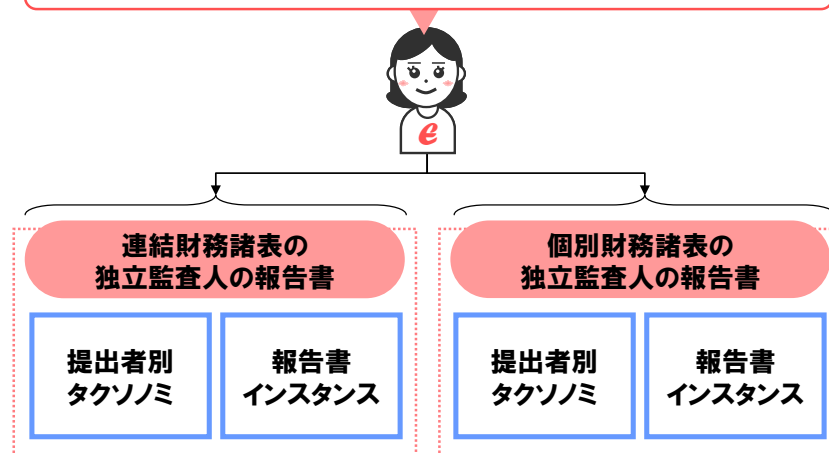 e
連結財務諸表の
独立監査人の報告書
個別財務諸表の
独立監査人の報告書
提出者別
タクソノミ
報告書
インスタンス
提出者別
タクソノミ
報告書
インスタンス